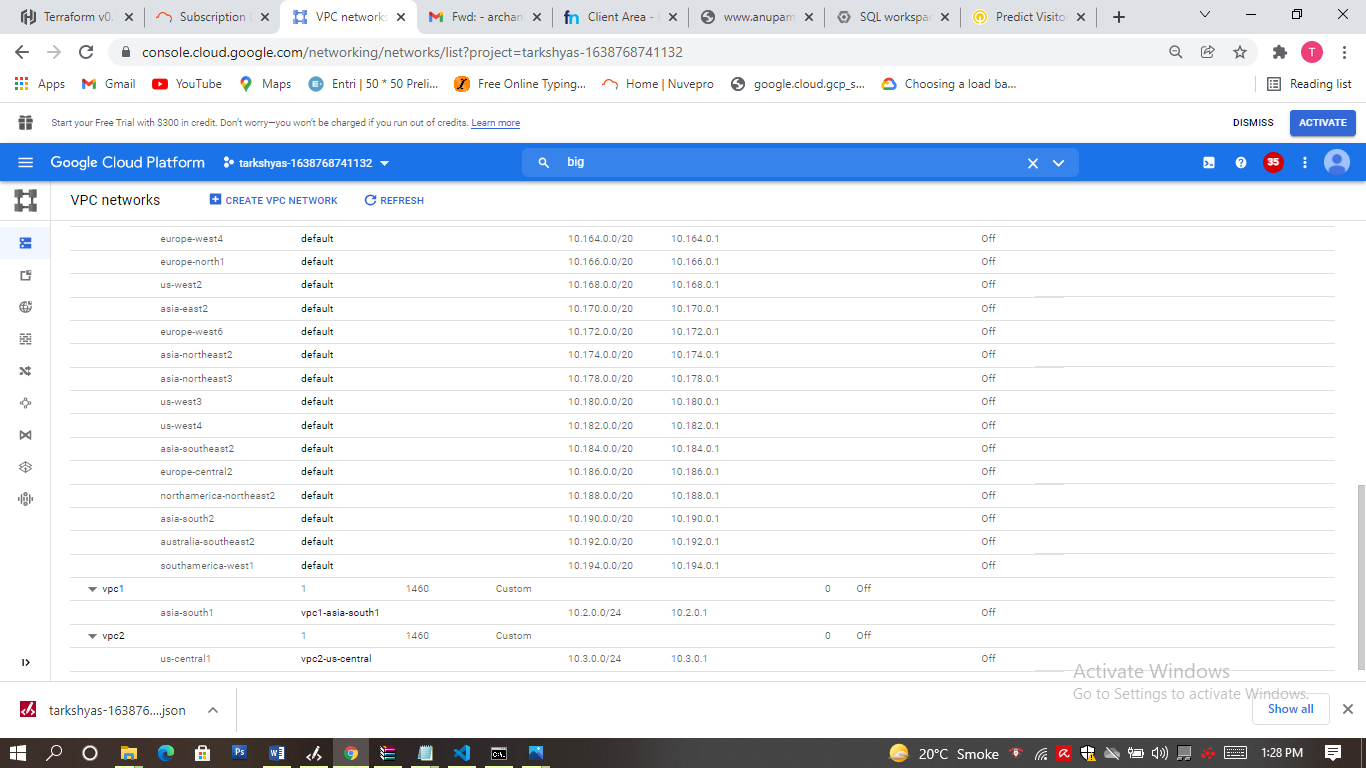 Terraform v0.
Subscription
VPC networks
Fwd: - archan
Client Area -
www.anupam
SQL workspac
Predict Visito
console.cloud.google.com/networking/networks/list?project=tarkshyas-1638768741132
T
Apps
Gmail
YouTube
Maps
Entri | 50 * 50 Preli...
Free Online Typing...
Home | Nuvepro
google.cloud.gcp_s...
Choosing a load ba...
Reading list
Start your Free Trial with $300 in credit. Don't worry—you won't be charged if you run out of credits. Learn more
DISMISS
ACTIVATE
Google Cloud Platform
tarkshyas-1638768741132
big
35
VPC networks
CREATE VPC NETWORK
REFRESH
europe-west4 default 10.164.0.0/20 10.164.0.1 Off
europe-north1 default 10.166.0.0/20 10.166.0.1 Off
us-west2 default 10.168.0.0/20 10.168.0.1 Off
asia-east2 default 10.170.0.0/20 10.170.0.1 Off
europe-west6 default 10.172.0.0/20 10.172.0.1 Off
asia-northeast2 default 10.174.0.0/20 10.174.0.1 Off
asia-northeast3 default 10.178.0.0/20 10.178.0.1 Off
us-west3 default 10.180.0.0/20 10.180.0.1 Off
us-west4 default 10.182.0.0/20 10.182.0.1 Off
asia-southeast2 default 10.184.0.0/20 10.184.0.1 Off
europe-central2 default 10.186.0.0/20 10.186.0.1 Off
northamerica-northeast2 default 10.188.0.0/20 10.188.0.1 Off
asia-south2 default 10.190.0.0/20 10.190.0.1 Off
australia-southeast2 default 10.192.0.0/20 10.192.0.1 Off
southamerica-west1 default 10.194.0.0/20 10.194.0.1 Off
vpc1 1 1460 Custom 0 Off
asia-south1 vpc1-asia-south1 10.2.0.0/24 10.2.0.1 Off
vpc2 1 1460 Custom 0 Off
us-central1 vpc2-us-central 10.3.0.0/24 10.3.0.1 Off
Activate Windows
Go to Settings to activate Windows.
tarkshyas-163876....json
Show all
20°C Smoke
1:28 PM